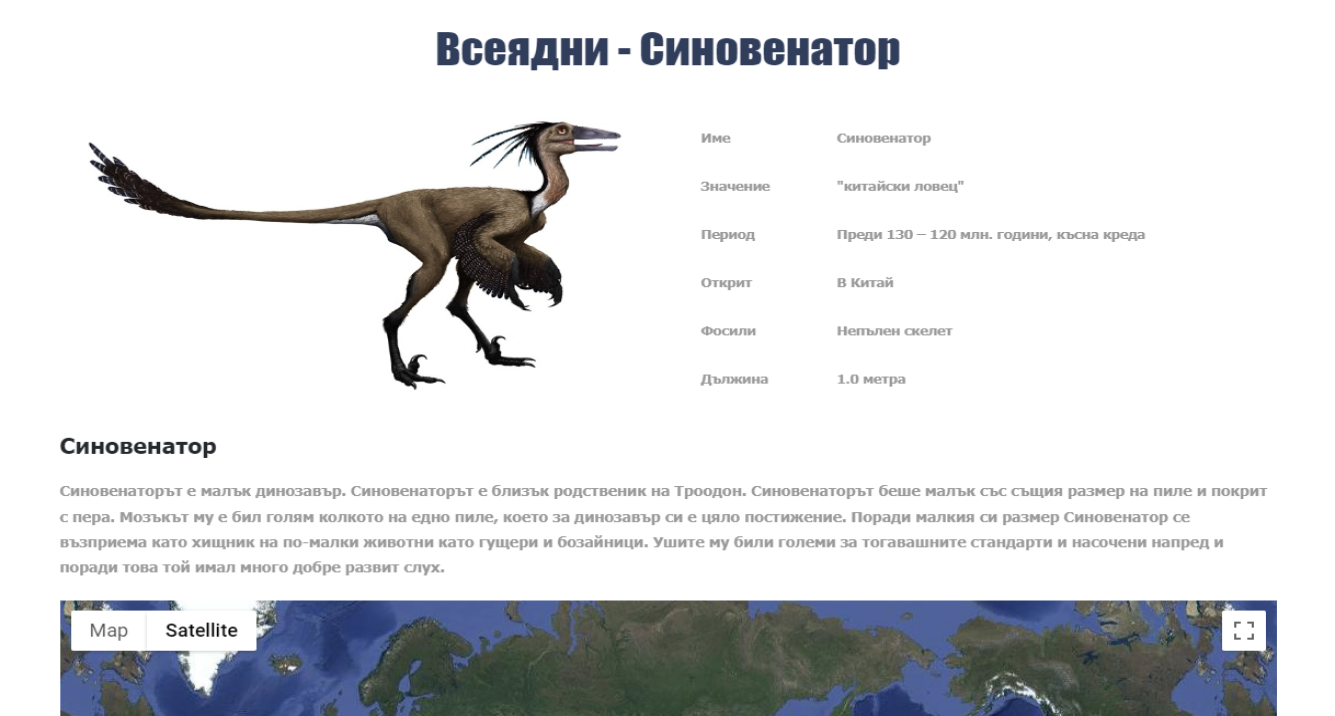 Всеядни - Синовенатор
Име Синовенатор
Значение "китайски ловец"
Период Преди 130 – 120 млн. години, късна креда
Открит В Китай
Фосили Непълен скелет
Дължина 1.0 метра
Синовенатор
Синовенаторът е малък динозавър. Синовенаторът е близък родственик на Троодон. Синовенаторът беше малък със същия размер на пиле и покрит
с пера. Мозъкът му е бил голям колкото на едно пиле, което за динозавър си е цяло постижение. Поради малкия си размер Синовенатор се
възприема като хищник на по-малки животни като гущери и бозайници. Ушите му били големи за тогавашните стандарти и насочени напред и
поради това той имал много добре развит слух.
Map Satellite